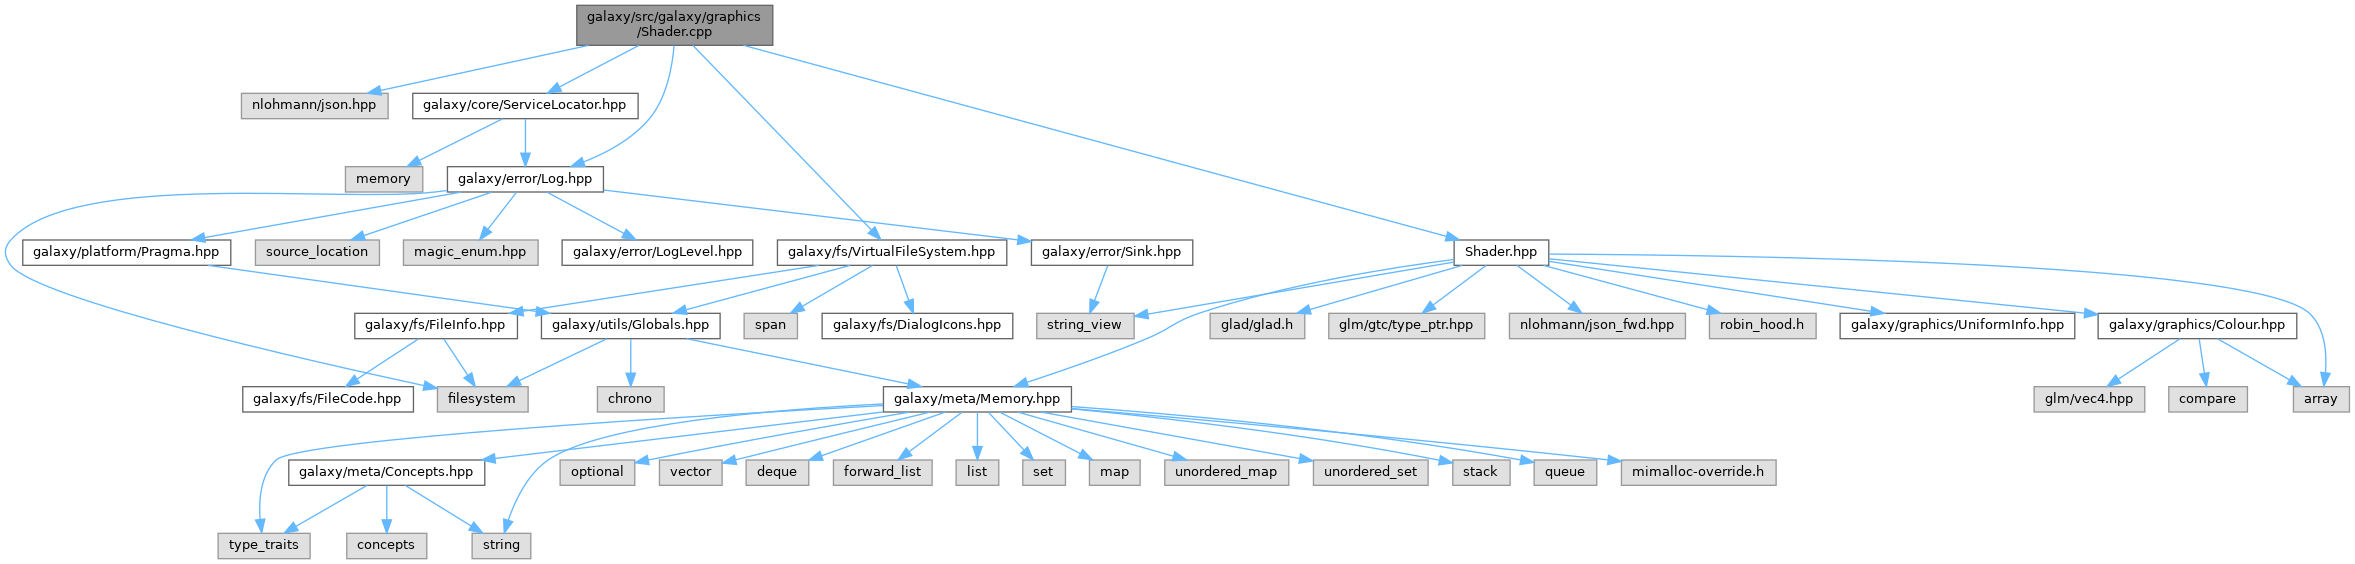 galaxy/src/galaxy/graphics
/Shader.cpp
nlohmann/json.hpp
galaxy/core/ServiceLocator.hpp
memory
galaxy/error/Log.hpp
galaxy/platform/Pragma.hpp
source_location
magic_enum.hpp
galaxy/error/LogLevel.hpp
galaxy/fs/VirtualFileSystem.hpp
galaxy/error/Sink.hpp
Shader.hpp
galaxy/fs/FileInfo.hpp
galaxy/utils/Globals.hpp
span
galaxy/fs/DialogIcons.hpp
string_view
glad/glad.h
glm/gtc/type_ptr.hpp
nlohmann/json_fwd.hpp
robin_hood.h
galaxy/graphics/UniformInfo.hpp
galaxy/graphics/Colour.hpp
galaxy/fs/FileCode.hpp
filesystem
chrono
galaxy/meta/Memory.hpp
glm/vec4.hpp
compare
array
galaxy/meta/Concepts.hpp
optional
vector
deque
forward_list
list
set
map
unordered_map
unordered_set
stack
queue
mimalloc-override.h
type_traits
concepts
string